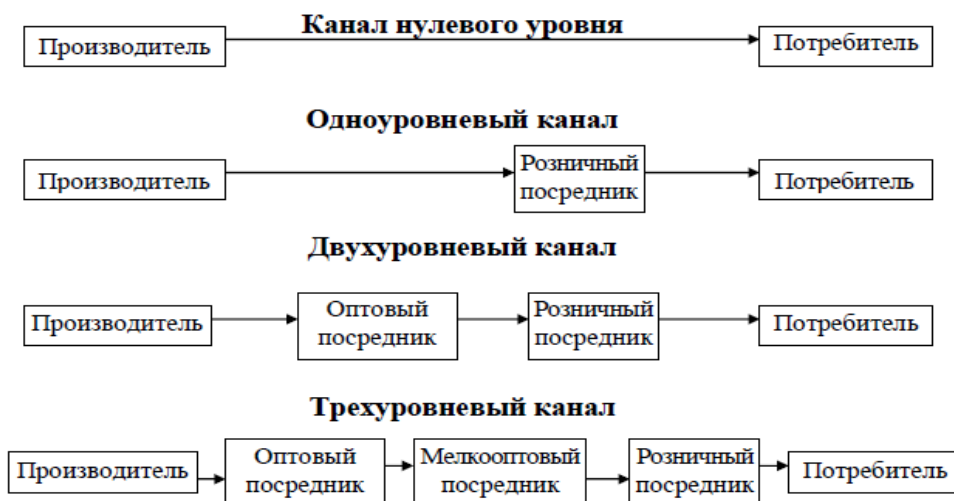 Канал нулевого уровня
Производитель
Потребитель
Одноуровневый канал
Производитель
Розничный
посредник
Потребитель
Двухуровневый канал
Производитель
Оптовый
посредник
Розничный
посредник
Потребитель
Трехуровневый канал
Производитель
Оптовый
посредник
Мелкооптовый
посредник
Розничный
посредник
Потребитель